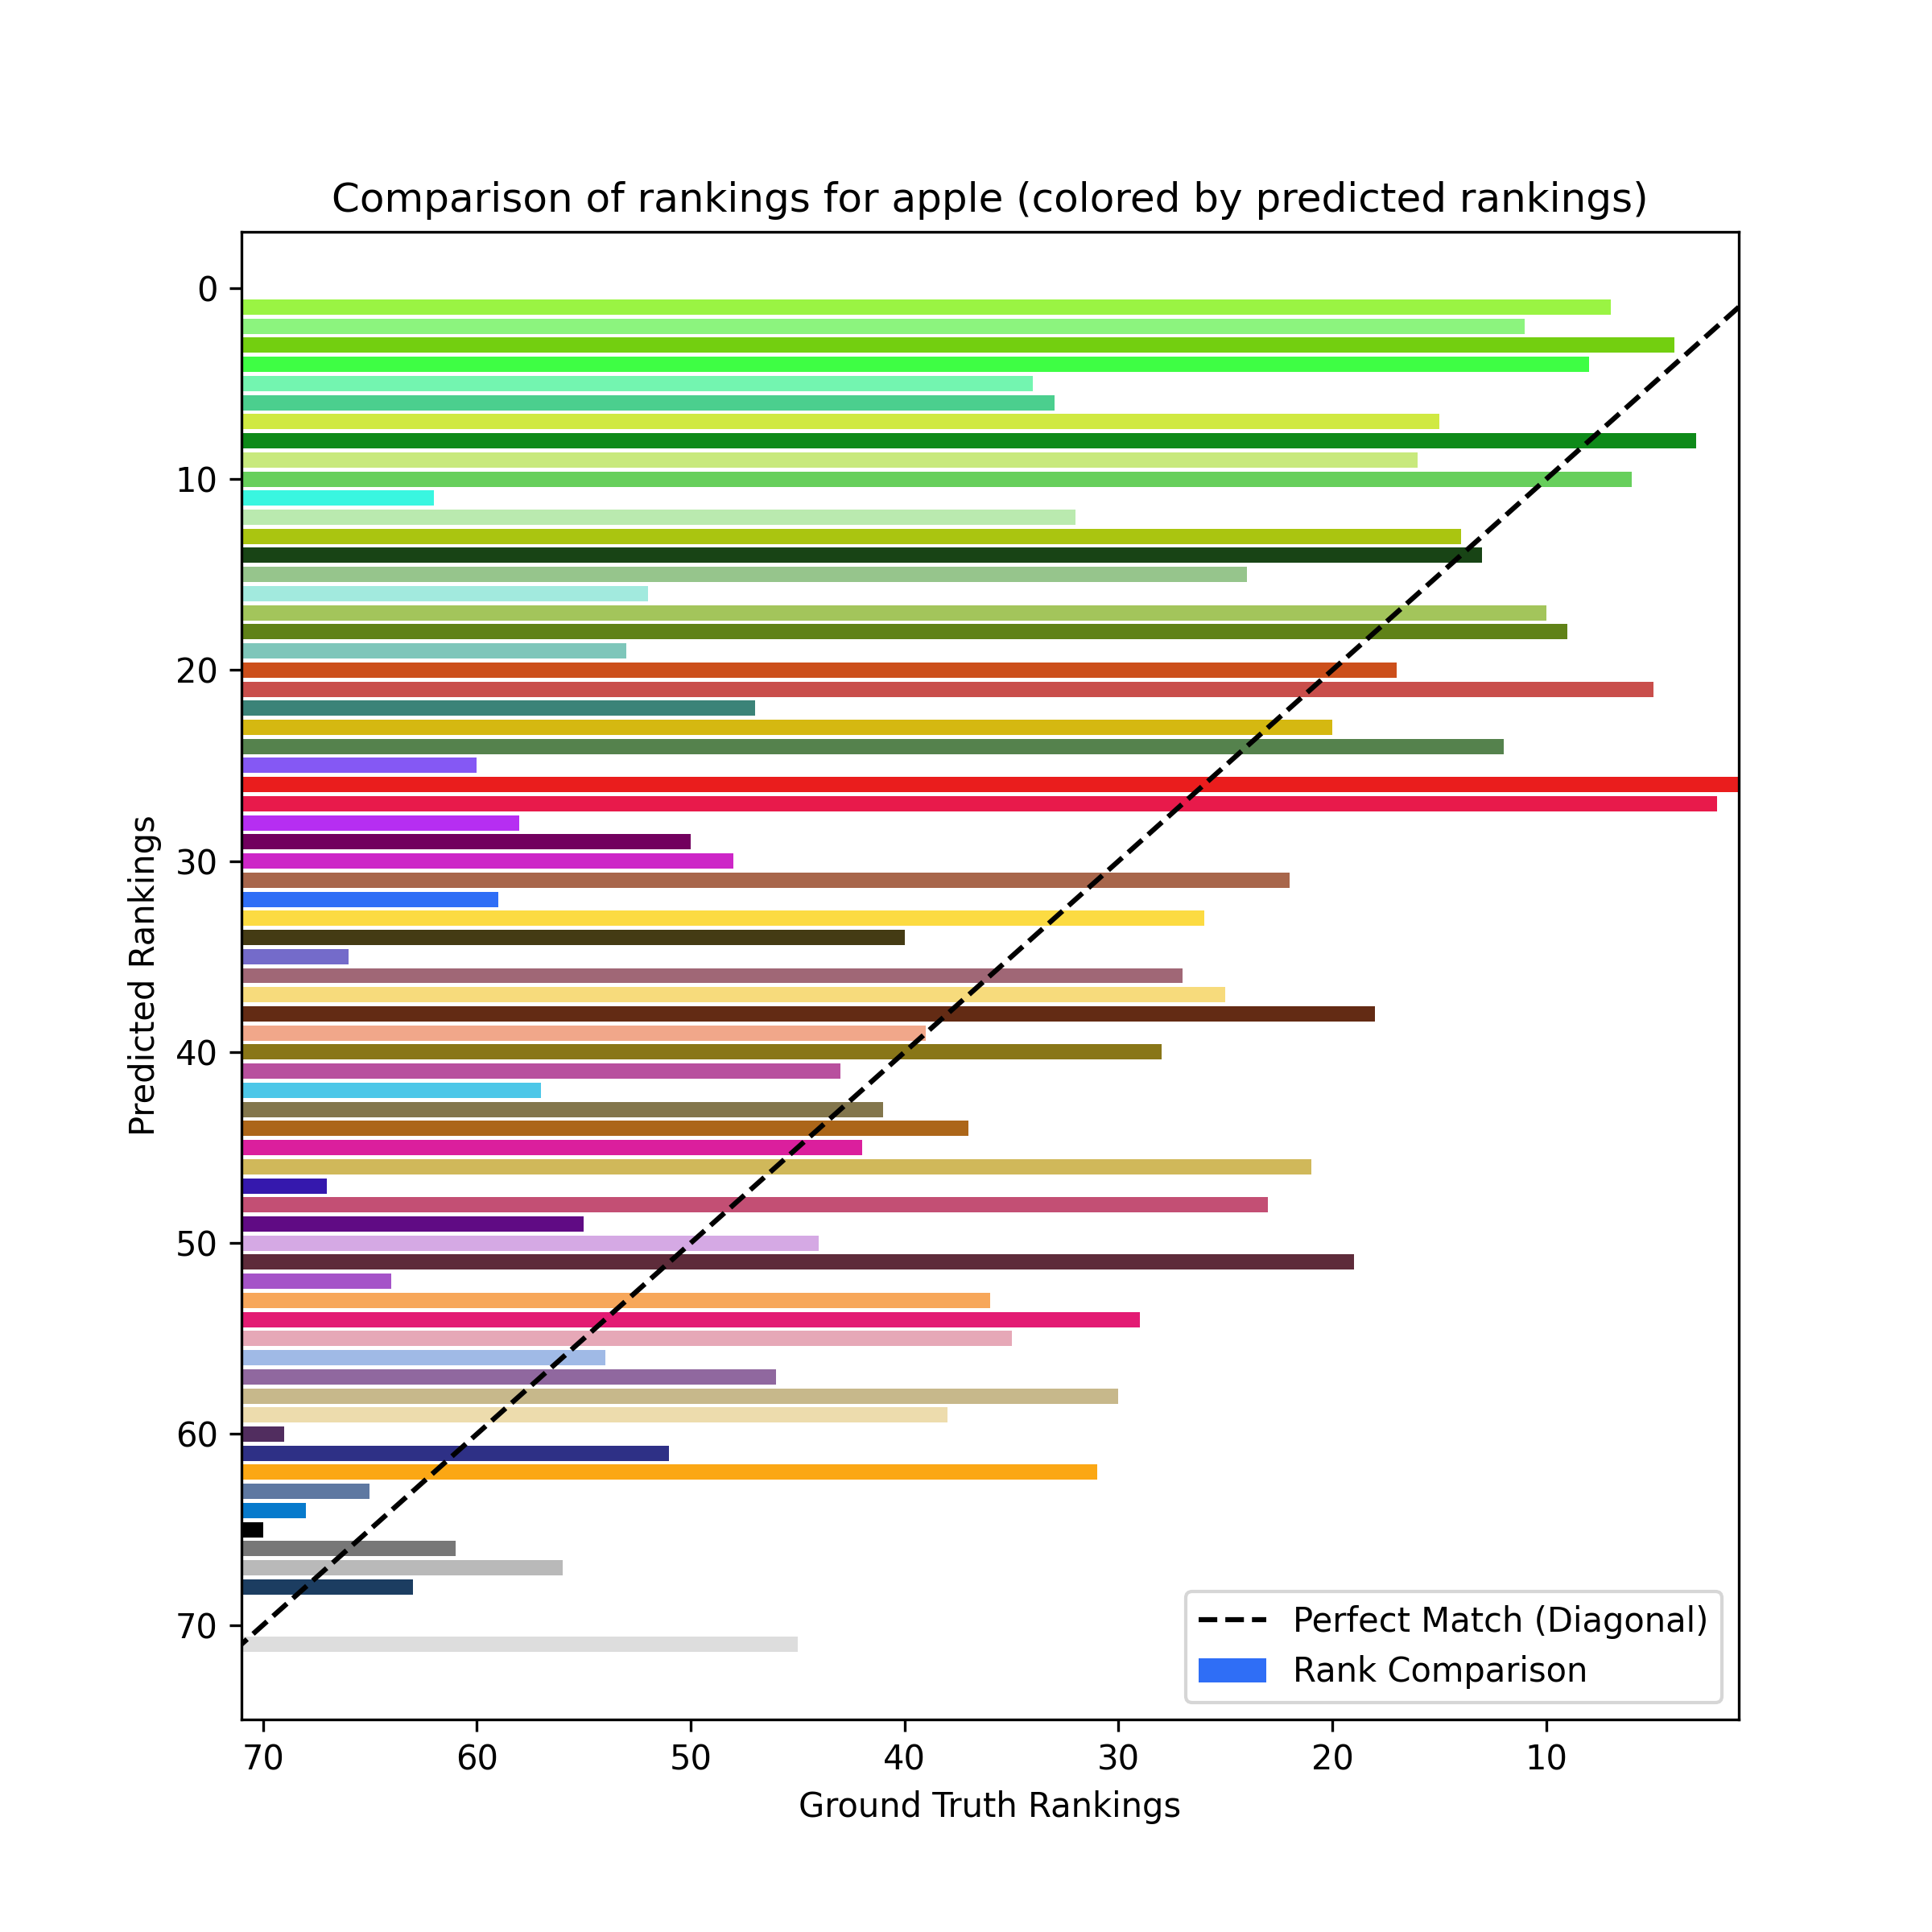 Comparison of rankings for apple (colored by predicted rankings)
0
10
20
30
40
50
60
70
Predicted Rankings
70 60 50 40 30 20 10
Ground Truth Rankings
Perfect Match (Diagonal)
Rank Comparison